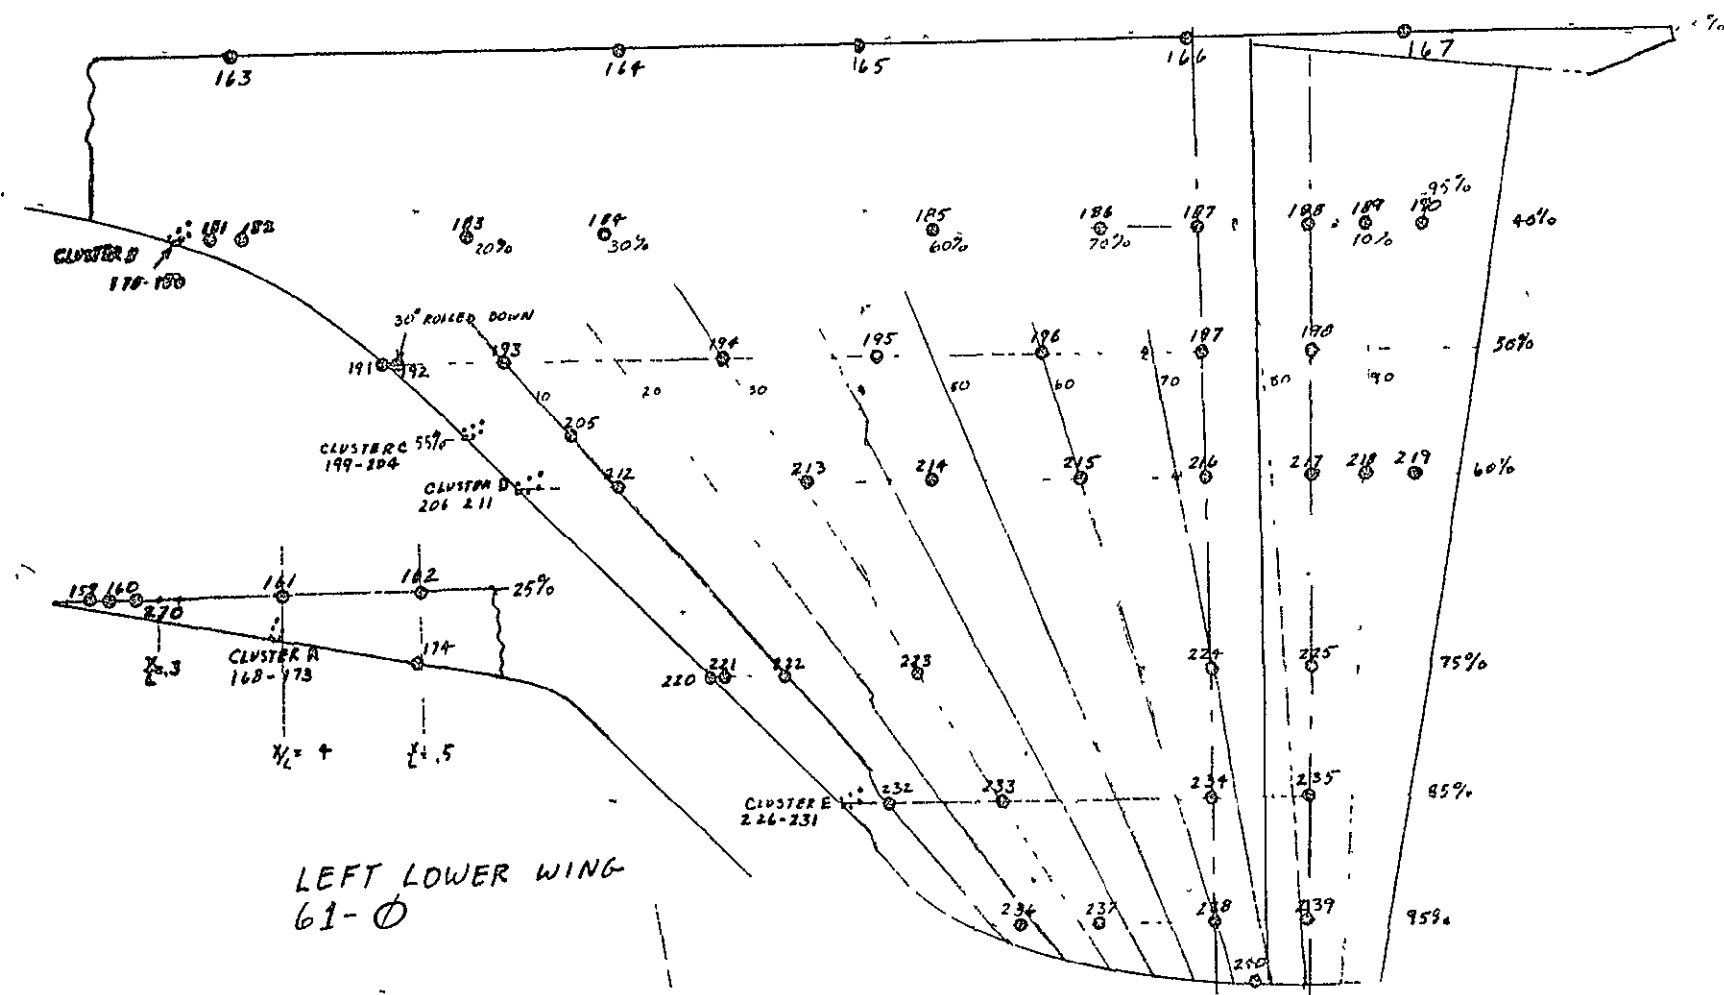 %
163
164
165
166
167
95%
181 182 183 184 185 186 187 188 189 190 40%
20% 30% 60% 70% 10%
CLUSTER B
30° ROLLED DOWN
191 192 193 194 195 196 197 198 50%
10 20 30 60 70 80 90
205
CLUSTER C 55%
199-204
CLUSTER D
206 211
212 213 214 215 216 217 218 219 60%
160 161 162 25%
270
174
CLUSTER A
168-173
X/L=.3
X/L= 4
X/L=.5
220 221 222 223 224 225 75%
CLUSTER E
226-231
232 233 234 235 85%
LEFT LOWER WING
61-Ø
236 237 238 239 95%